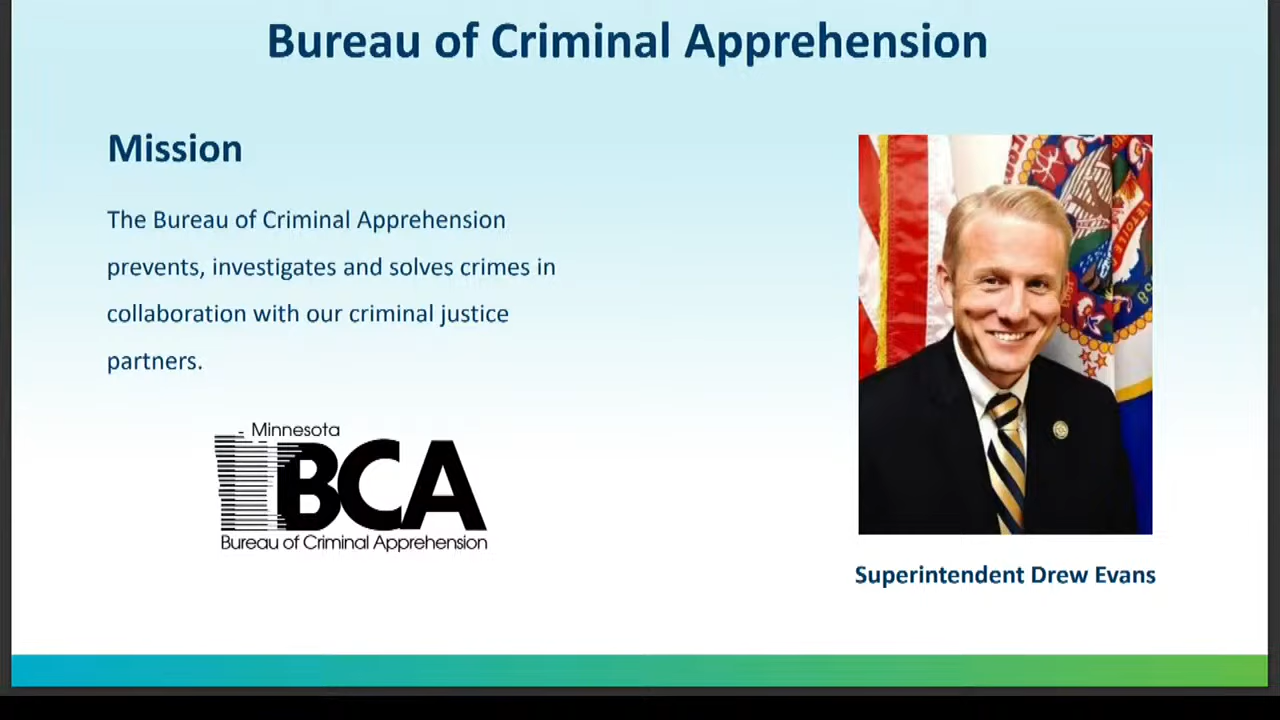 Bureau of Criminal Apprehension
Mission
The Bureau of Criminal Apprehension
prevents, investigates and solves crimes in
collaboration with our criminal justice
partners.
Minnesota
BCA
Bureau of Criminal Apprehension
L'ETOILE
Superintendent Drew Evans